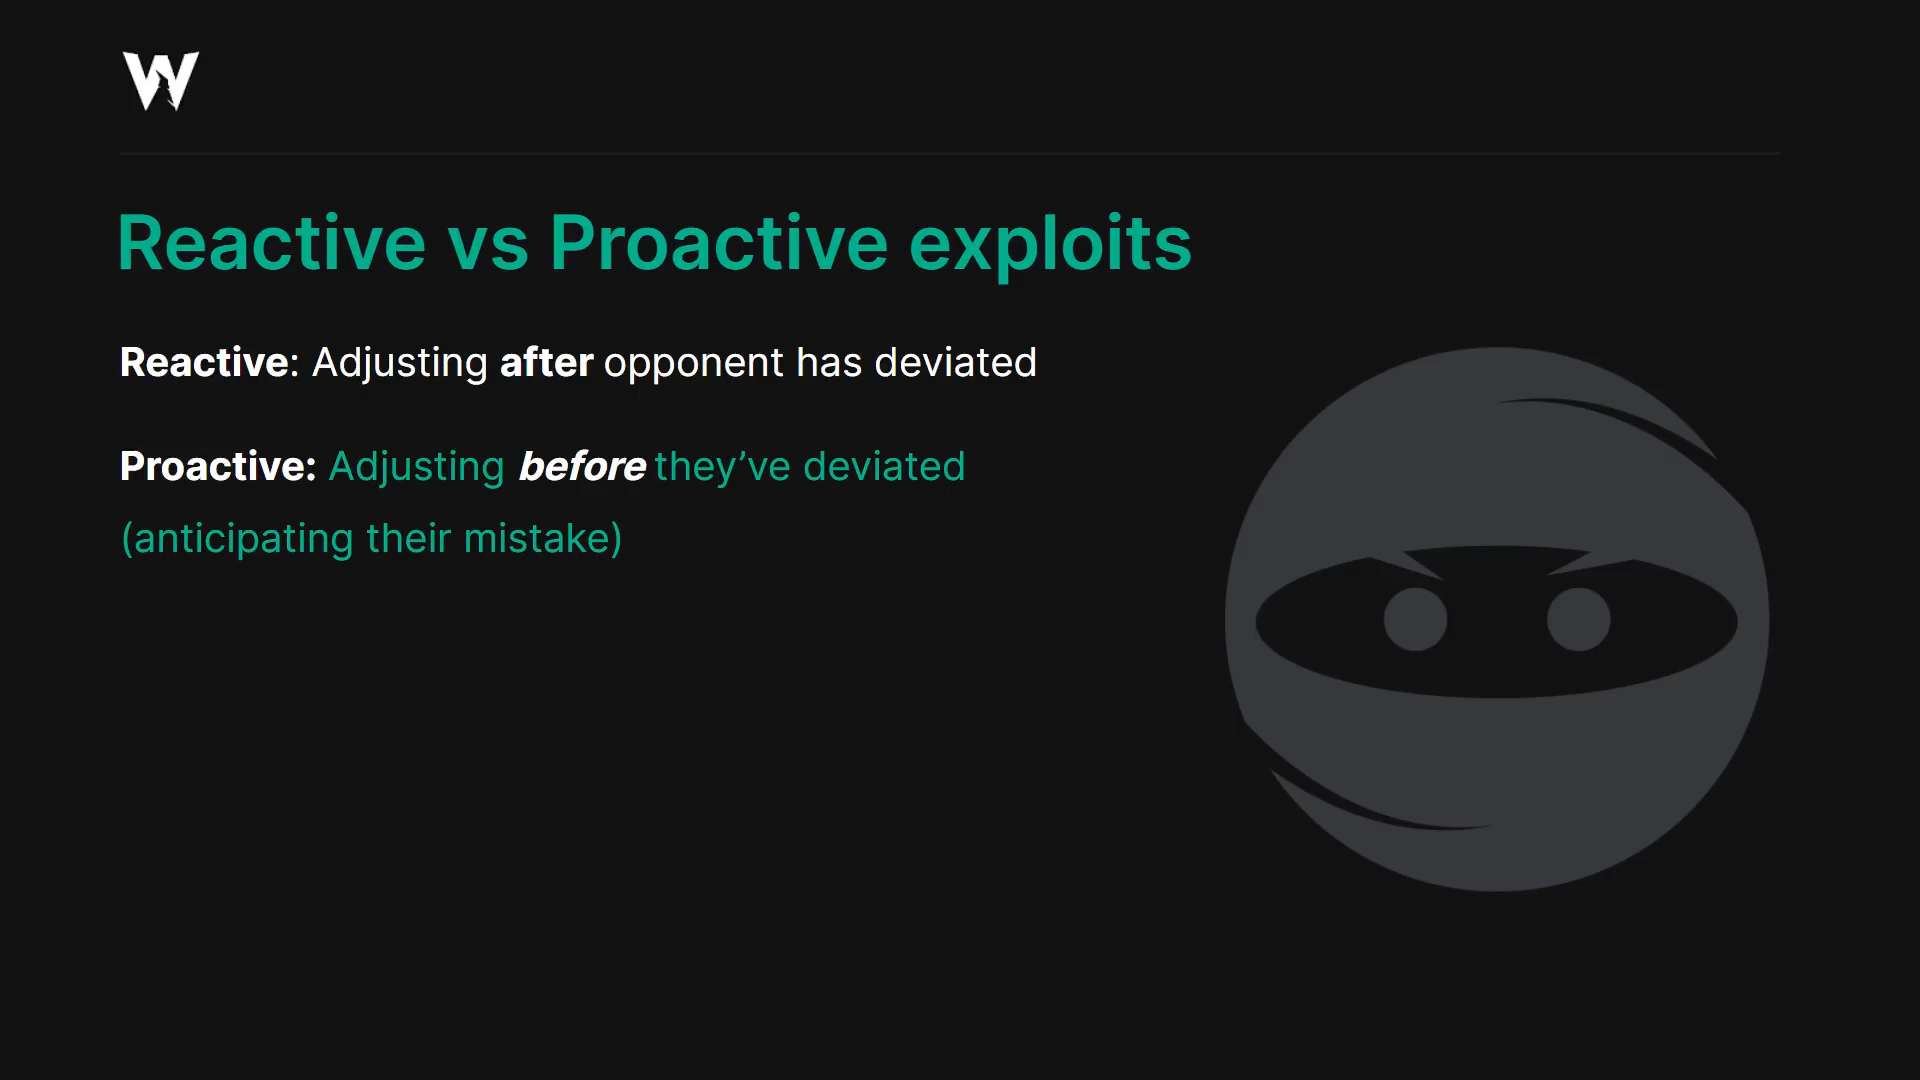 W
Reactive vs Proactive exploits
Reactive: Adjusting after opponent has deviated
Proactive: Adjusting before they’ve deviated
(anticipating their mistake)